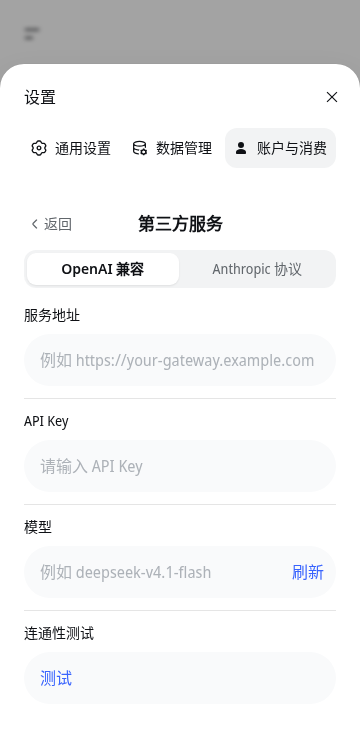 设置
通用设置
数据管理
账户与消费
返回
第三方服务
OpenAI 兼容
Anthropic 协议
服务地址
例如 https://your-gateway.example.com
API Key
请输入 API Key
模型
例如 deepseek-v4.1-flash
刷新
连通性测试
测试